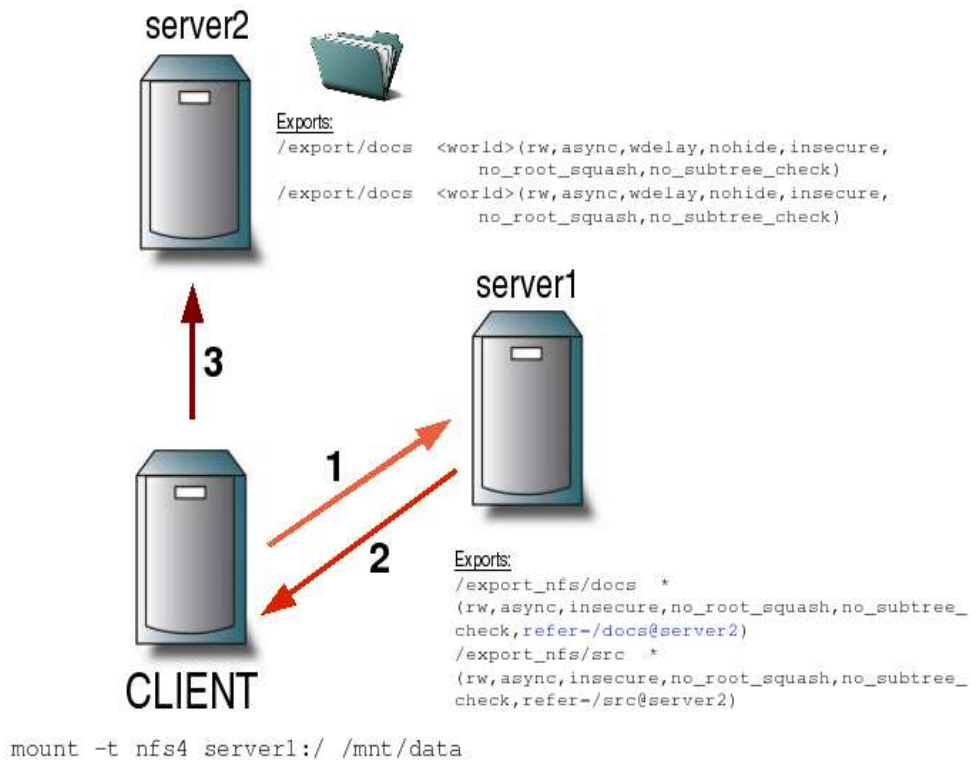 server2
Exports:
/export/docs <world>(rw,async,wdelay,nohide,insecure,
no_root_squash,no_subtree_check)
/export/docs <world>(rw,async,wdelay,nohide,insecure,
no_root_squash,no_subtree_check)
server1
3
1
2
Exports:
/export_nfs/docs *
(rw,async,insecure,no_root_squash,no_subtree_
check,refer=/docs@server2)
/export_nfs/src *
(rw,async,insecure,no_root_squash,no_subtree_
check,refer=/src@server2)
CLIENT
mount -t nfs4 server1:/ /mnt/data